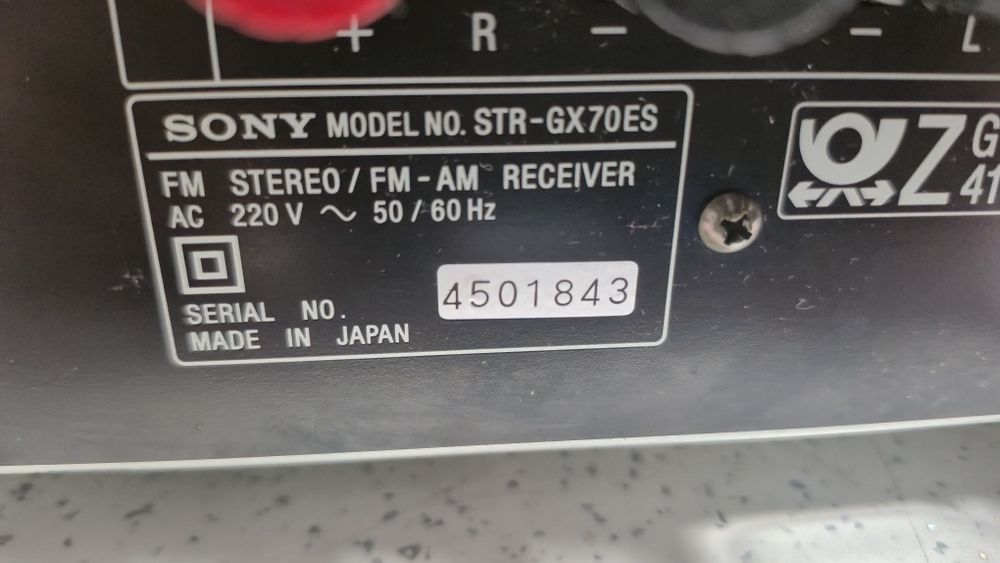 + R − − L
SONY MODEL NO. STR-GX70ES
FM STEREO / FM-AM RECEIVER
AC 220 V ~ 50 / 60 Hz
SERIAL NO. 4501843
MADE IN JAPAN
Z G
41